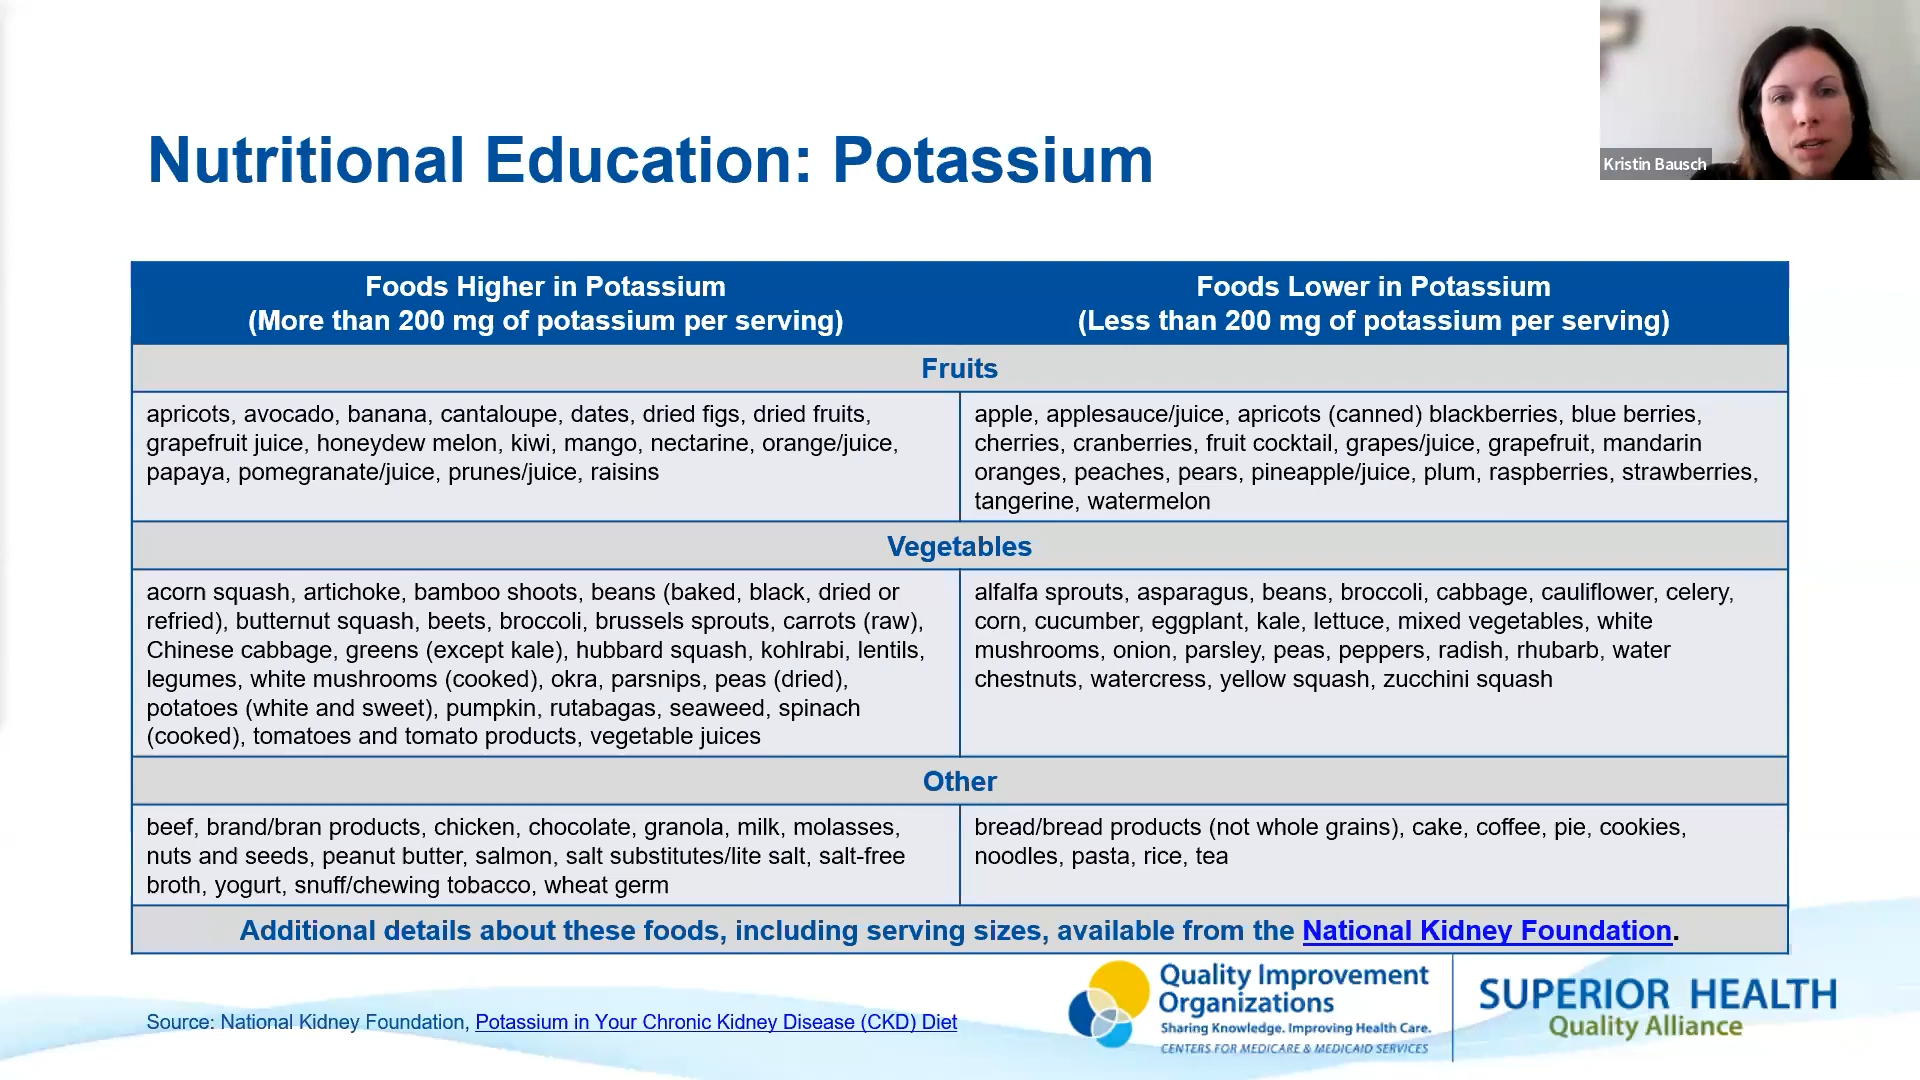 Kristin Bausch
Nutritional Education: Potassium
Foods Higher in Potassium
(More than 200 mg of potassium per serving)
Foods Lower in Potassium
(Less than 200 mg of potassium per serving)
Fruits
apricots, avocado, banana, cantaloupe, dates, dried figs, dried fruits,
grapefruit juice, honeydew melon, kiwi, mango, nectarine, orange/juice,
papaya, pomegranate/juice, prunes/juice, raisins
apple, applesauce/juice, apricots (canned) blackberries, blue berries,
cherries, cranberries, fruit cocktail, grapes/juice, grapefruit, mandarin
oranges, peaches, pears, pineapple/juice, plum, raspberries, strawberries,
tangerine, watermelon
Vegetables
acorn squash, artichoke, bamboo shoots, beans (baked, black, dried or
refried), butternut squash, beets, broccoli, brussels sprouts, carrots (raw),
Chinese cabbage, greens (except kale), hubbard squash, kohlrabi, lentils,
legumes, white mushrooms (cooked), okra, parsnips, peas (dried),
potatoes (white and sweet), pumpkin, rutabagas, seaweed, spinach
(cooked), tomatoes and tomato products, vegetable juices
alfalfa sprouts, asparagus, beans, broccoli, cabbage, cauliflower, celery,
corn, cucumber, eggplant, kale, lettuce, mixed vegetables, white
mushrooms, onion, parsley, peas, peppers, radish, rhubarb, water
chestnuts, watercress, yellow squash, zucchini squash
Other
beef, brand/bran products, chicken, chocolate, granola, milk, molasses,
nuts and seeds, peanut butter, salmon, salt substitutes/lite salt, salt-free
broth, yogurt, snuff/chewing tobacco, wheat germ
bread/bread products (not whole grains), cake, coffee, pie, cookies,
noodles, pasta, rice, tea
Additional details about these foods, including serving sizes, available from the National Kidney Foundation.
Source: National Kidney Foundation, Potassium in Your Chronic Kidney Disease (CKD) Diet
Quality Improvement
Organizations
Sharing Knowledge. Improving Health Care.
CENTERS FOR MEDICARE & MEDICAID SERVICES
SUPERIOR HEALTH
Quality Alliance